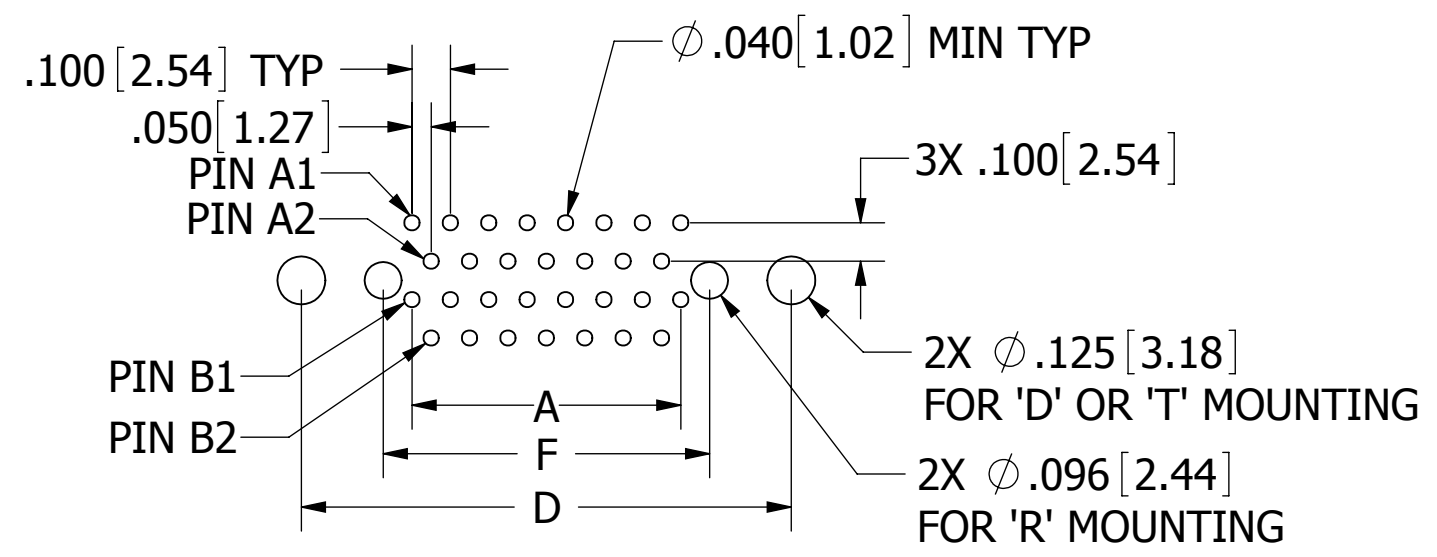 .100[2.54] TYP
∅.040[1.02] MIN TYP
.050[1.27]
3X .100[2.54]
PIN A1
PIN A2
PIN B1
PIN B2
2X ∅.125[3.18]
FOR 'D' OR 'T' MOUNTING
A
F
D
2X ∅.096[2.44]
FOR 'R' MOUNTING